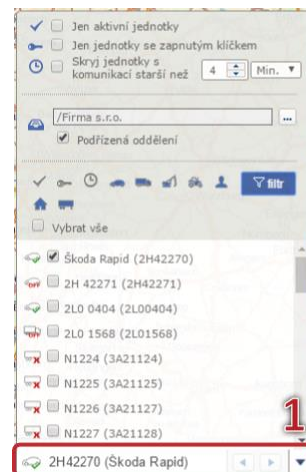 Jen aktivní jednotky
Jen jednotky se zapnutým klíčkem
Skryj jednotky s
komunikací starší než 4 Min.
/Firma s.r.o. ...
Podřízená oddělení
filtr
Vybrat vše
Škoda Rapid (2H42270)
OFF 2H 42271 (2H42271)
2L0 0404 (2L00404)
OFF 2L0 1568 (2L01568)
N1224 (3A21124)
N1225 (3A21125)
N1226 (3A21127)
N1227 (3A21128)
1
2H42270 (Škoda Rapid)